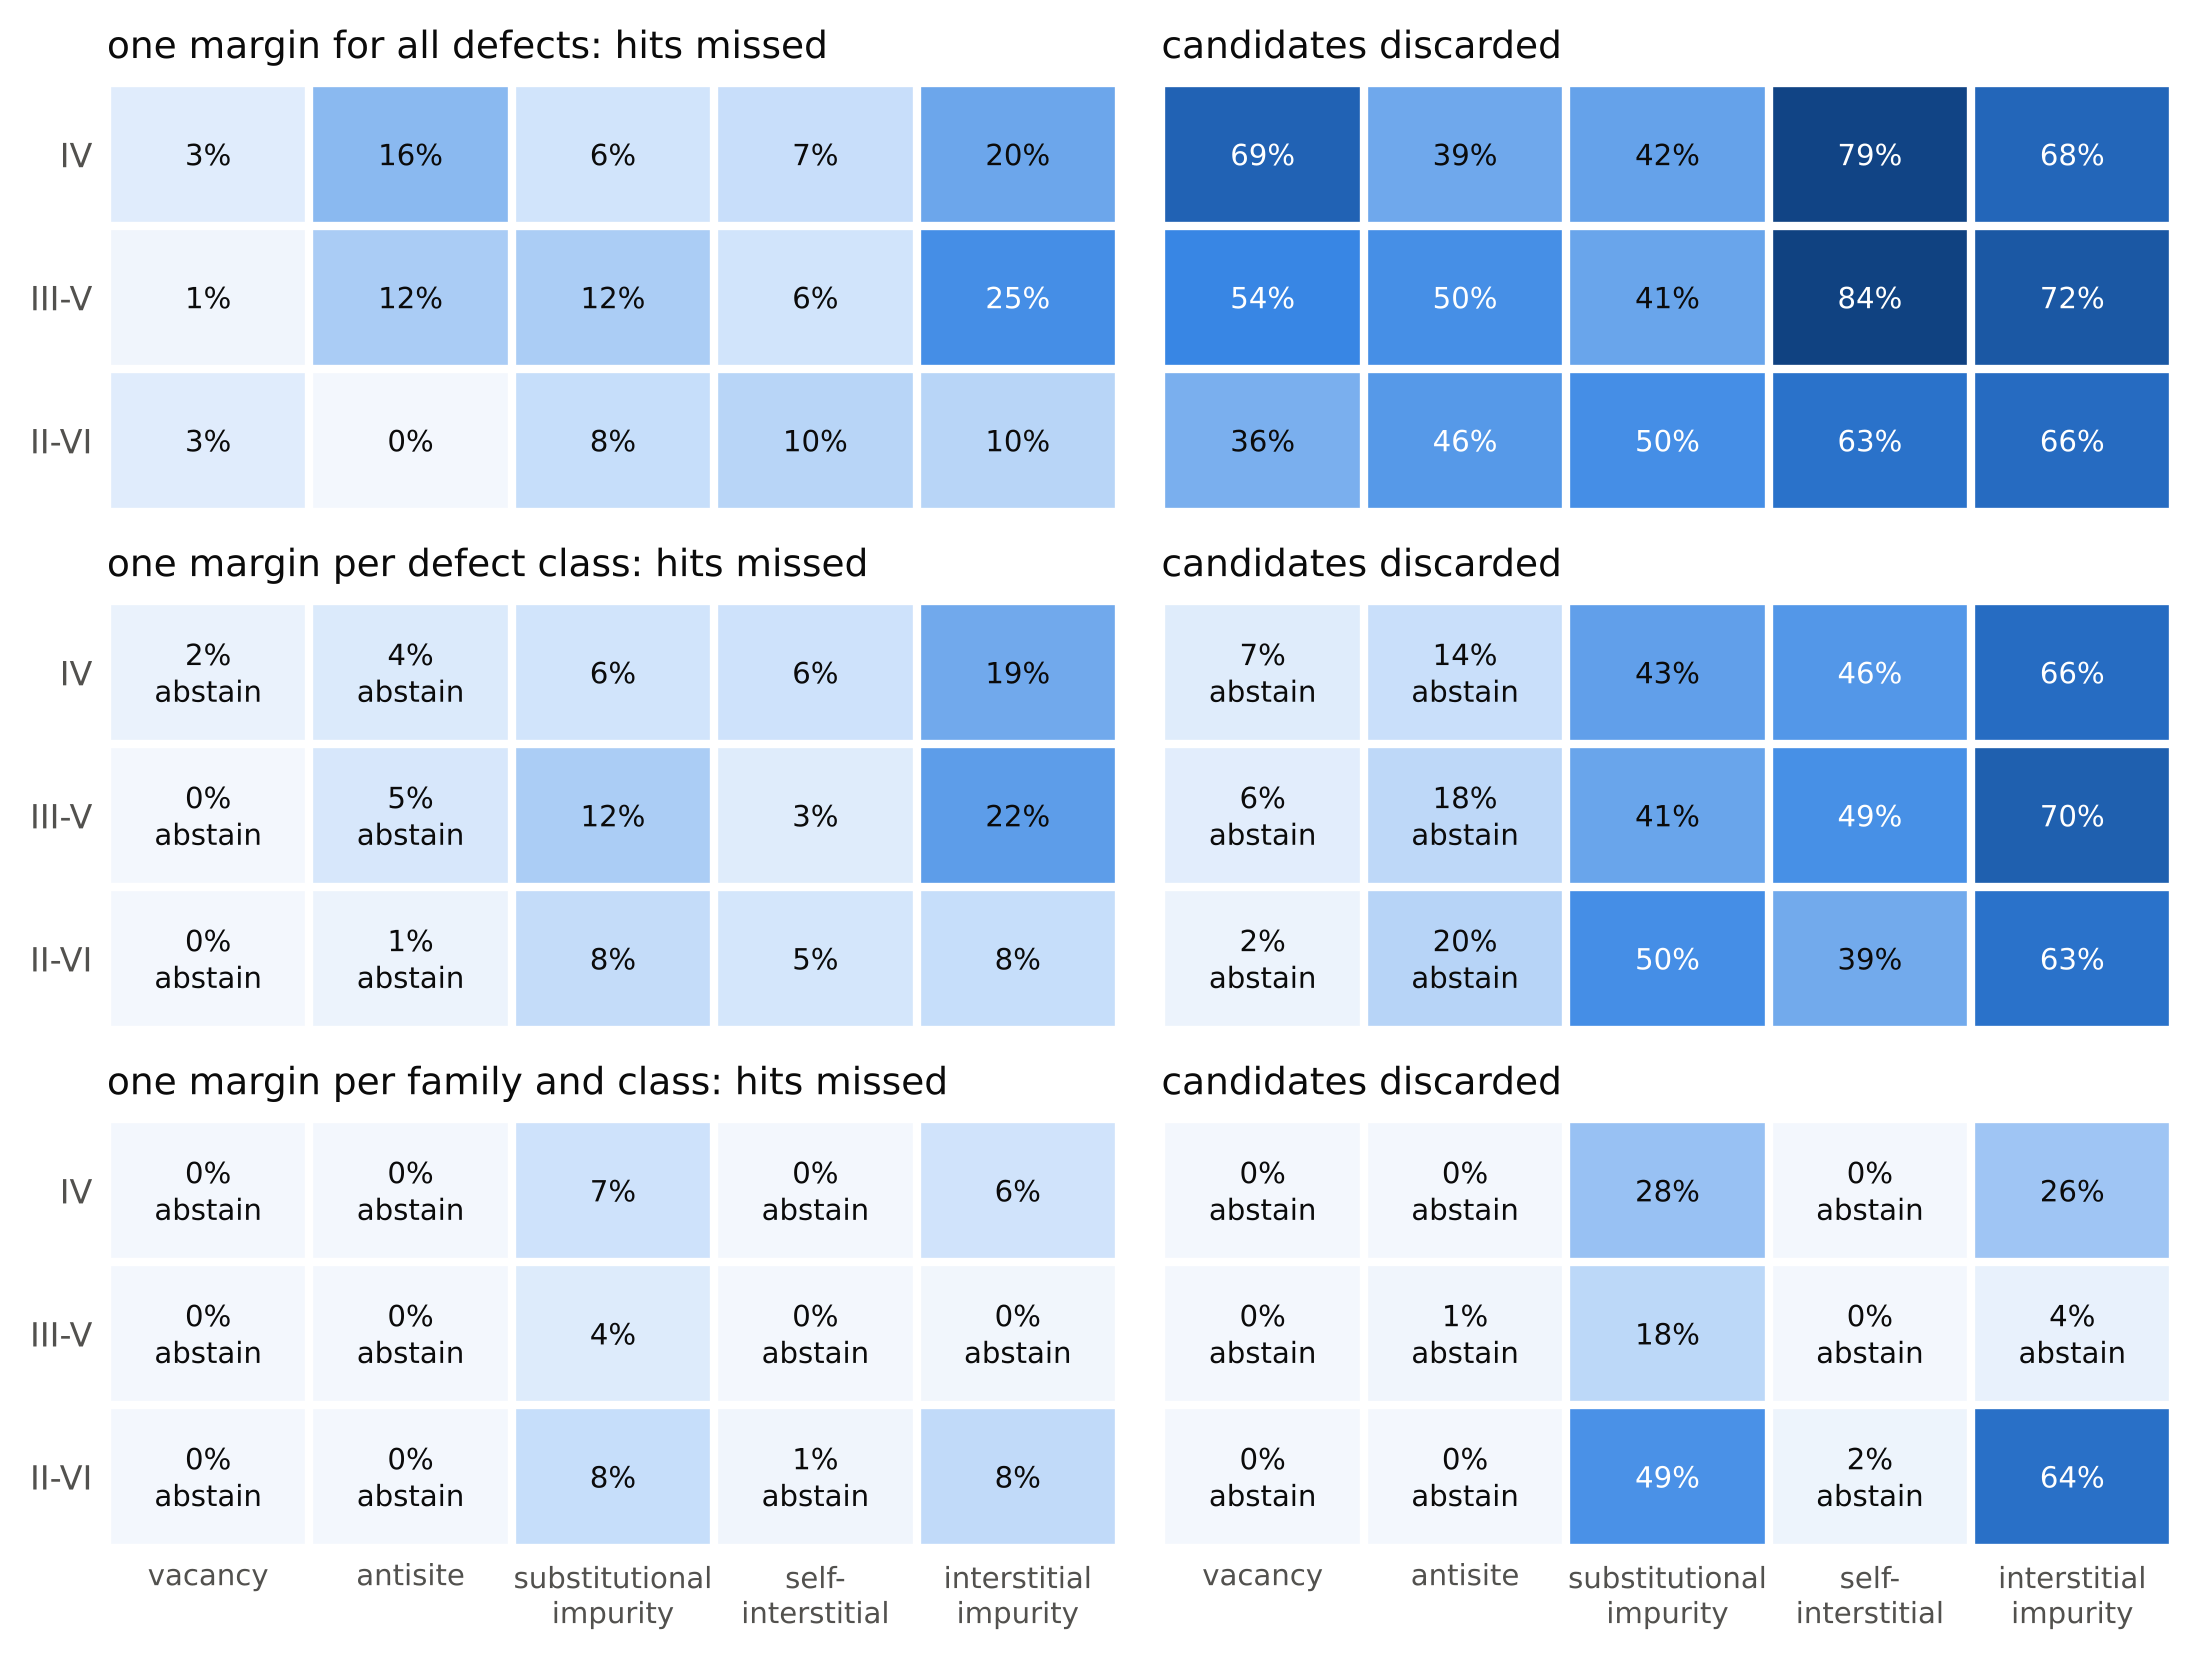 one margin for all defects: hits missed
candidates discarded
IV 3% 16% 6% 7% 20% 69% 39% 42% 79% 68%
III-V 1% 12% 12% 6% 25% 54% 50% 41% 84% 72%
II-VI 3% 0% 8% 10% 10% 36% 46% 50% 63% 66%
one margin per defect class: hits missed
candidates discarded
2% 4% 7% 14%
IV 6% 6% 19% 43% 46% 66%
abstain abstain abstain abstain
0% 5% 6% 18%
III-V 12% 3% 22% 41% 49% 70%
abstain abstain abstain abstain
0% 1% 2% 20%
II-VI 8% 5% 8% 50% 39% 63%
abstain abstain abstain abstain
one margin per family and class: hits missed
candidates discarded
0% 0% 0% 0% 0% 0%
IV 7% 6% 28% 26%
abstain abstain abstain abstain abstain abstain
0% 0% 0% 0% 0% 1% 0% 4%
III-V 4% 18%
abstain abstain abstain abstain abstain abstain abstain abstain
0% 0% 1% 0% 0% 2%
II-VI 8% 8% 49% 64%
abstain abstain abstain abstain abstain abstain
vacancy antisite substitutional self- interstitial vacancy antisite substitutional self- interstitial
impurity interstitial impurity impurity interstitial impurity